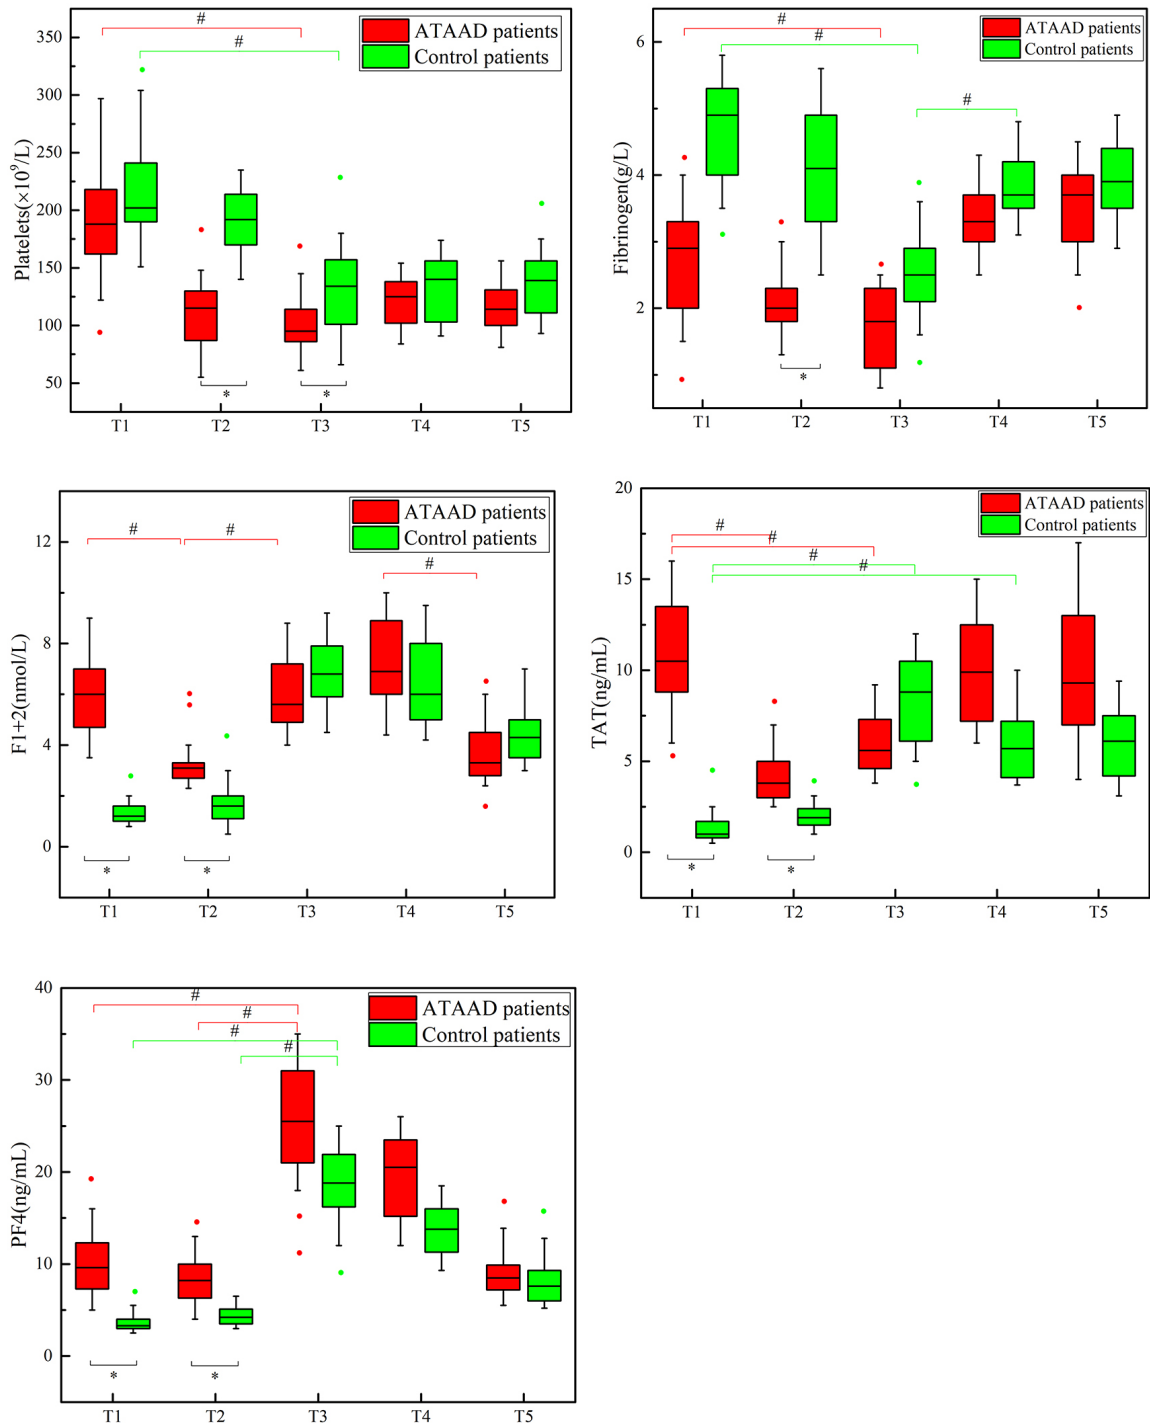 ATAAD patients
Control patients
#
#
Platelets(×10⁹/L)
350
300
250
200
150
100
50
*
*
T1 T2 T3 T4 T5
ATAAD patients
Control patients
#
#
#
Fibrinogen(g/L)
6
4
2
*
T1 T2 T3 T4 T5
ATAAD patients
Control patients
#
#
#
F1+2(nmol/L)
12
8
4
0
*
*
T1 T2 T3 T4 T5
ATAAD patients
Control patients
#
#
#
#
TAT(ng/mL)
20
15
10
5
0
*
*
T1 T2 T3 T4 T5
ATAAD patients
Control patients
#
#
#
#
PF4(ng/mL)
40
30
20
10
0
*
*
T1 T2 T3 T4 T5